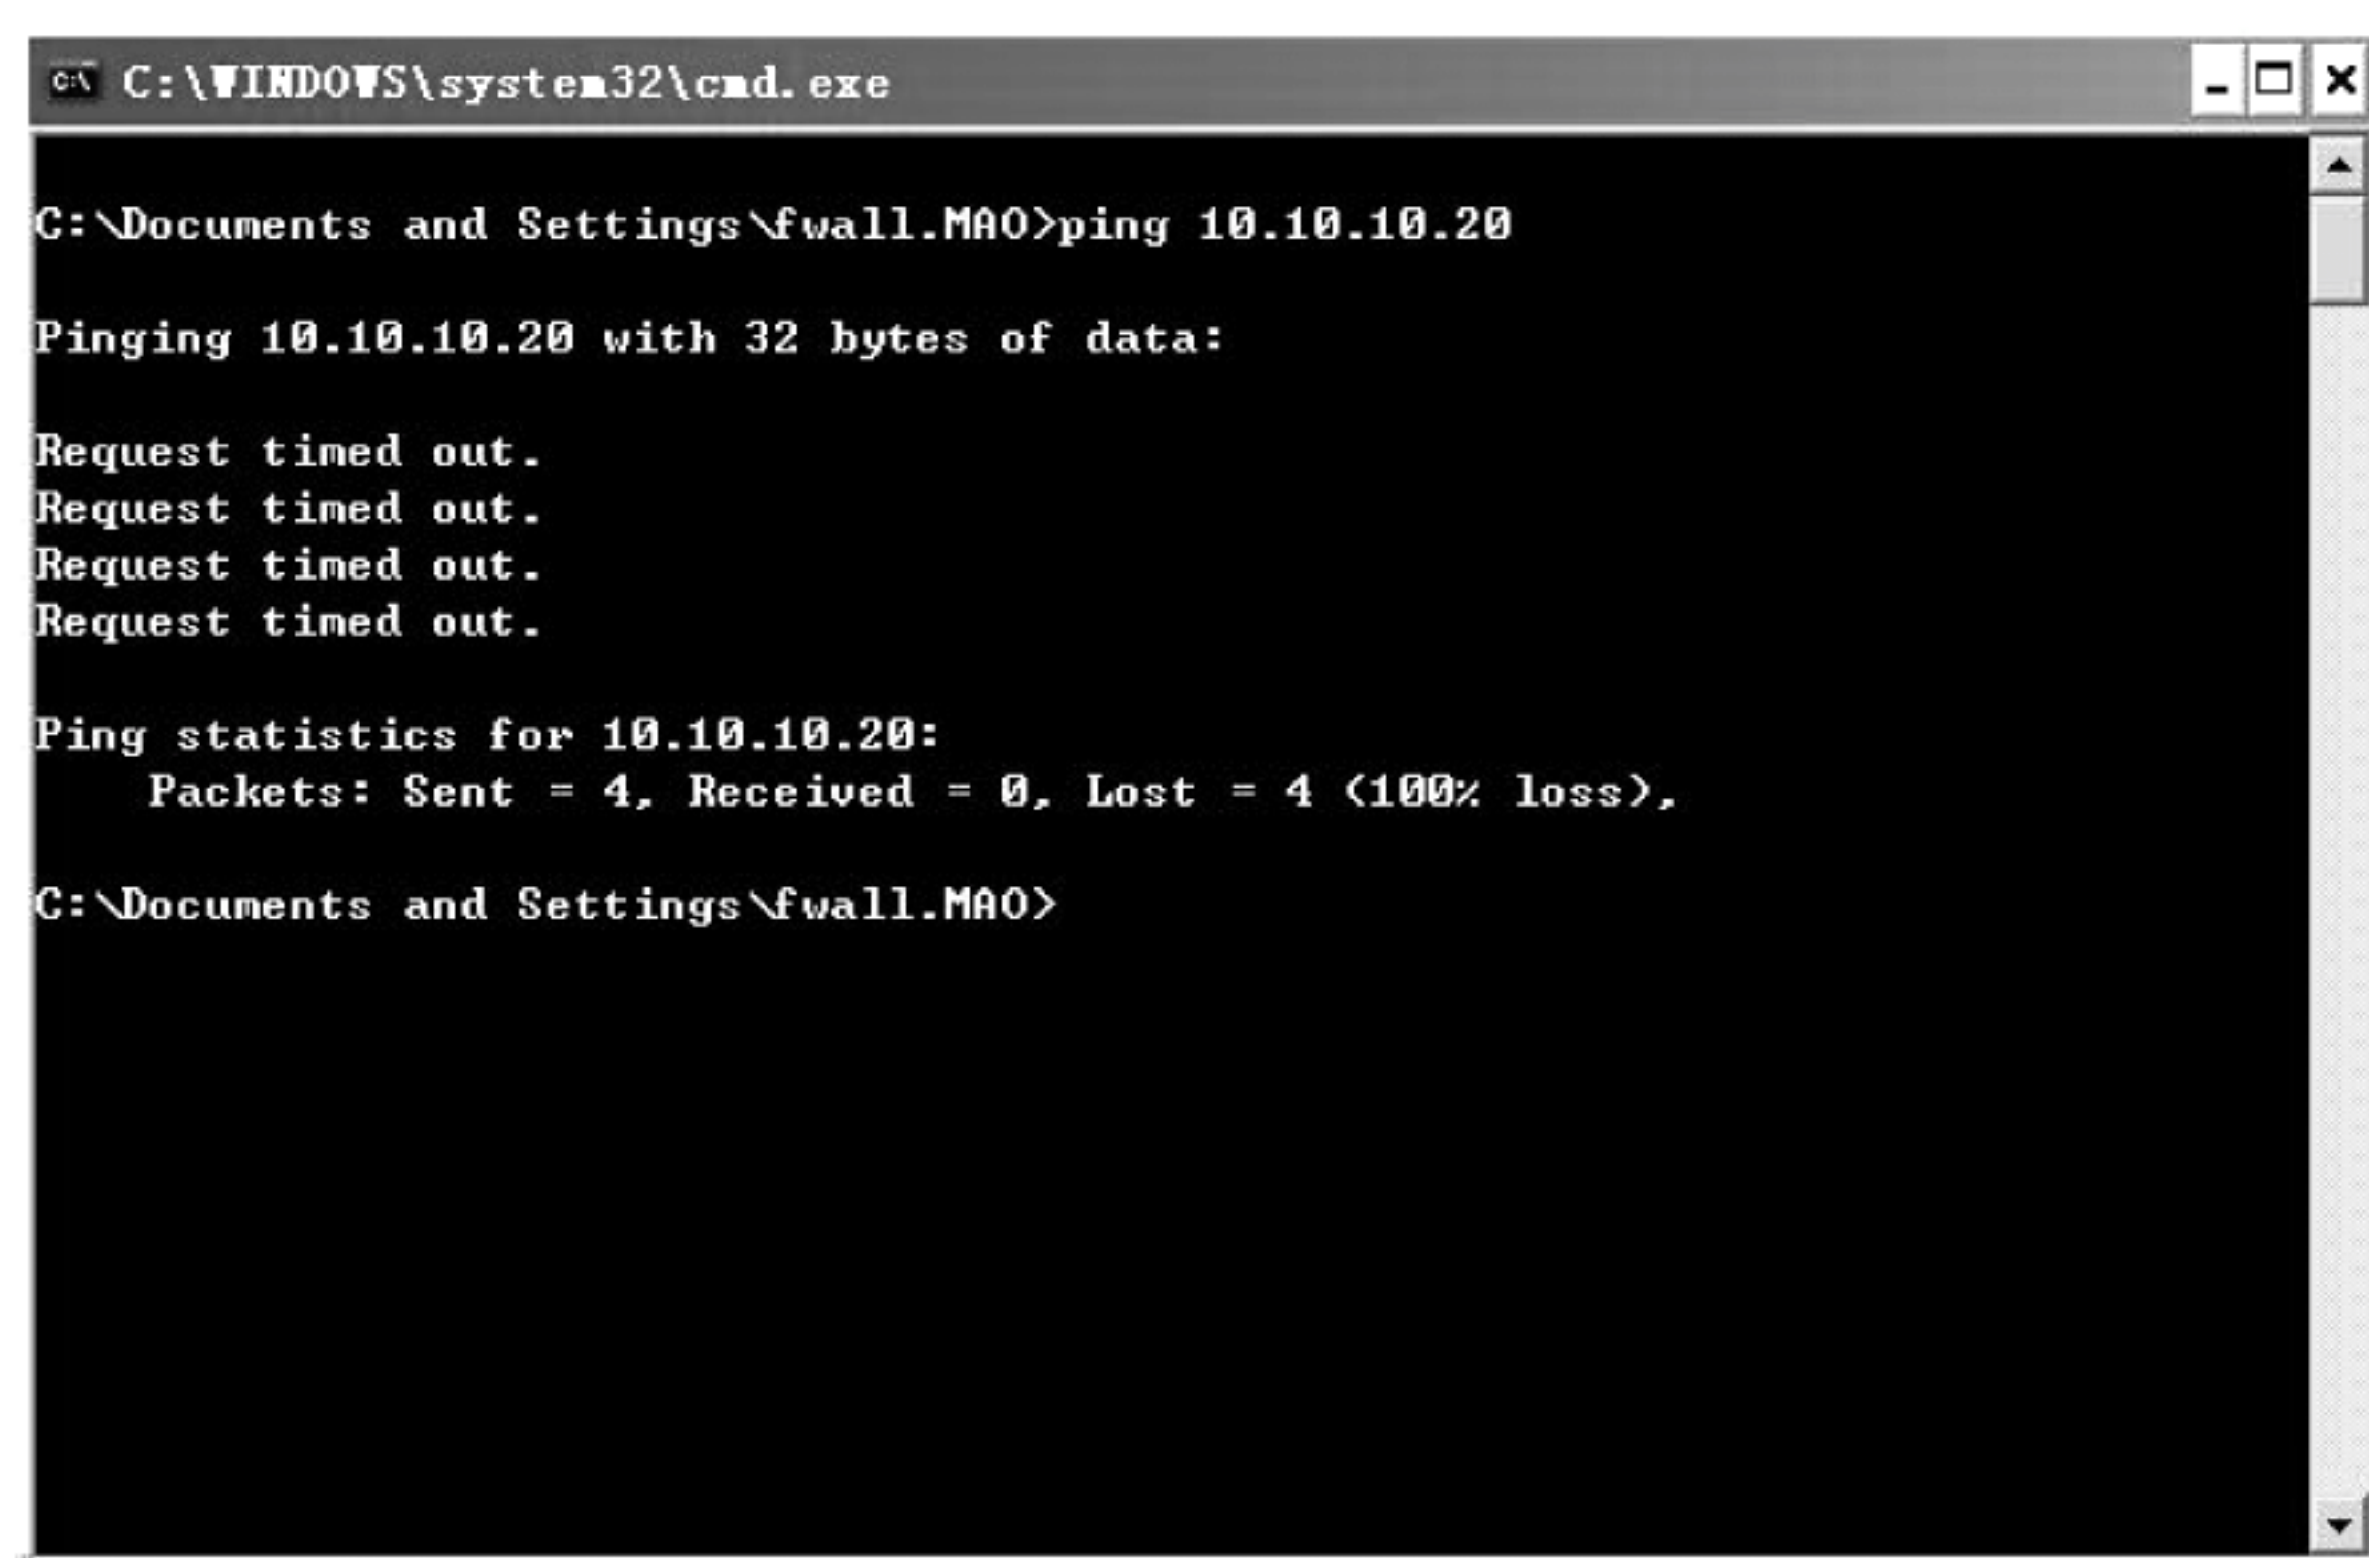 C:\WINDOWS\system32\cmd.exe
C:\Documents and Settings\fwall.MAO>ping 10.10.10.20
Pinging 10.10.10.20 with 32 bytes of data:
Request timed out.
Request timed out.
Request timed out.
Request timed out.
Ping statistics for 10.10.10.20:
    Packets: Sent = 4, Received = 0, Lost = 4 (100% loss),
C:\Documents and Settings\fwall.MAO>